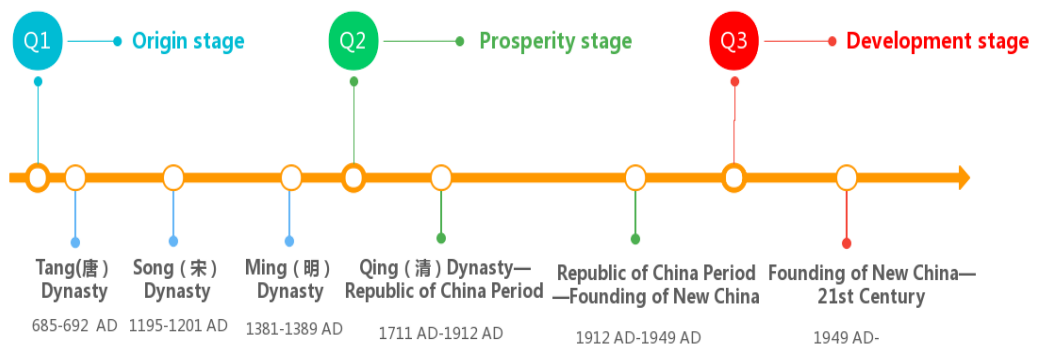 Q1 Origin stage
Q2 Prosperity stage
Q3 Development stage
Tang(唐)
Dynasty
685-692 AD
Song (宋)
Dynasty
1195-1201 AD
Ming (明)
Dynasty
1381-1389 AD
Qing (清) Dynasty—
Republic of China Period
1711 AD-1912 AD
Republic of China Period
—Founding of New China
1912 AD-1949 AD
Founding of New China—
21st Century
1949 AD-